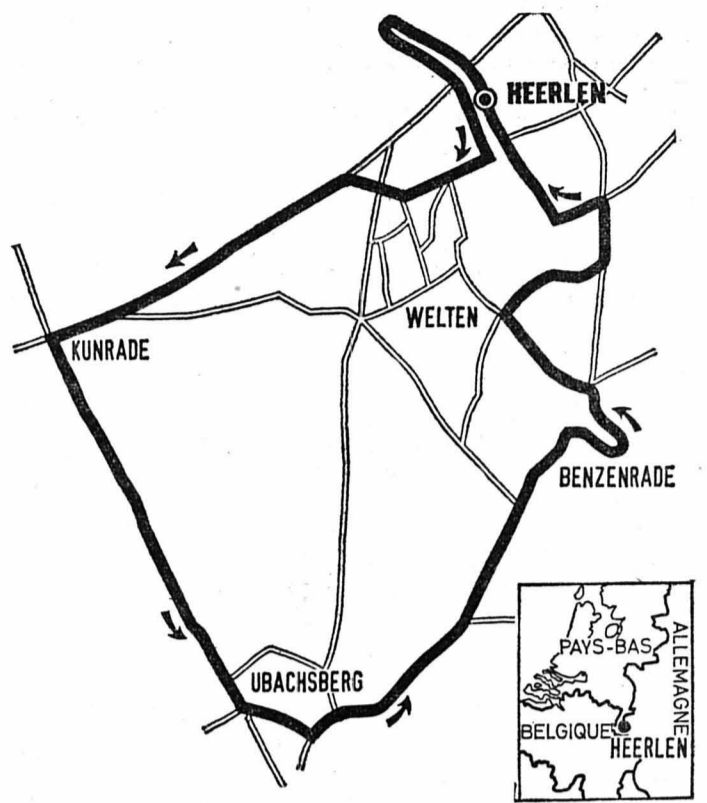 HEERLEN
WELTEN
KUNRADE
BENZENRADE
UBACHSBERG
PAYS-BAS
ALLEMAGNE
BELGIQUE
HEERLEN